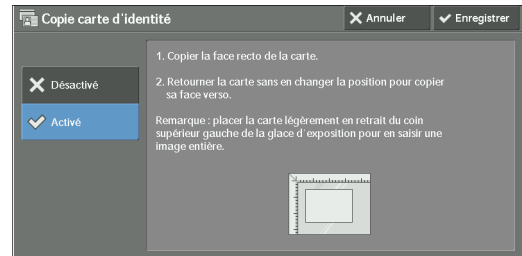 Copie carte d'identité
Annuler
Enregistrer
Désactivé
Activé
1. Copier la face recto de la carte.
2. Retourner la carte sans en changer la position pour copier
sa face verso.
Remarque : placer la carte légèrement en retrait du coin
supérieur gauche de la glace d'exposition pour en saisir une
image entière.